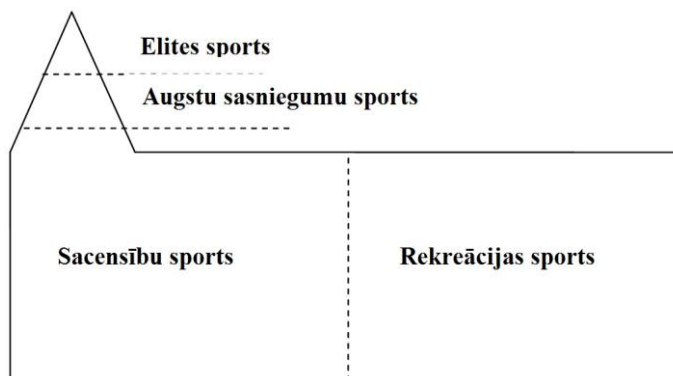 Elites sports
Augstu sasniegumu sports
Sacensību sports
Rekreācijas sports